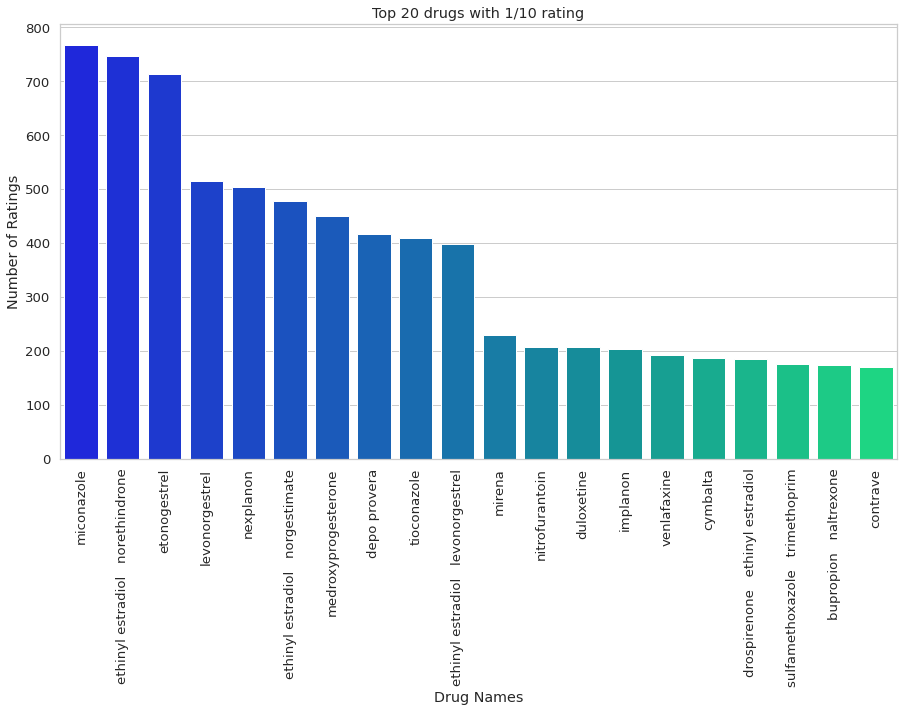 Top 20 drugs with 1/10 rating
800
700
600
500
400
300
200
100
0
Number of Ratings
miconazole
ethinyl estradiol norethindrone
etonogestrel
levonorgestrel
nexplanon
ethinyl estradiol norgestimate
medroxyprogesterone
depo provera
tioconazole
ethinyl estradiol levonorgestrel
mirena
nitrofurantoin
duloxetine
implanon
venlafaxine
cymbalta
drospirenone ethinyl estradiol
sulfamethoxazole trimethoprim
bupropion naltrexone
contrave
Drug Names